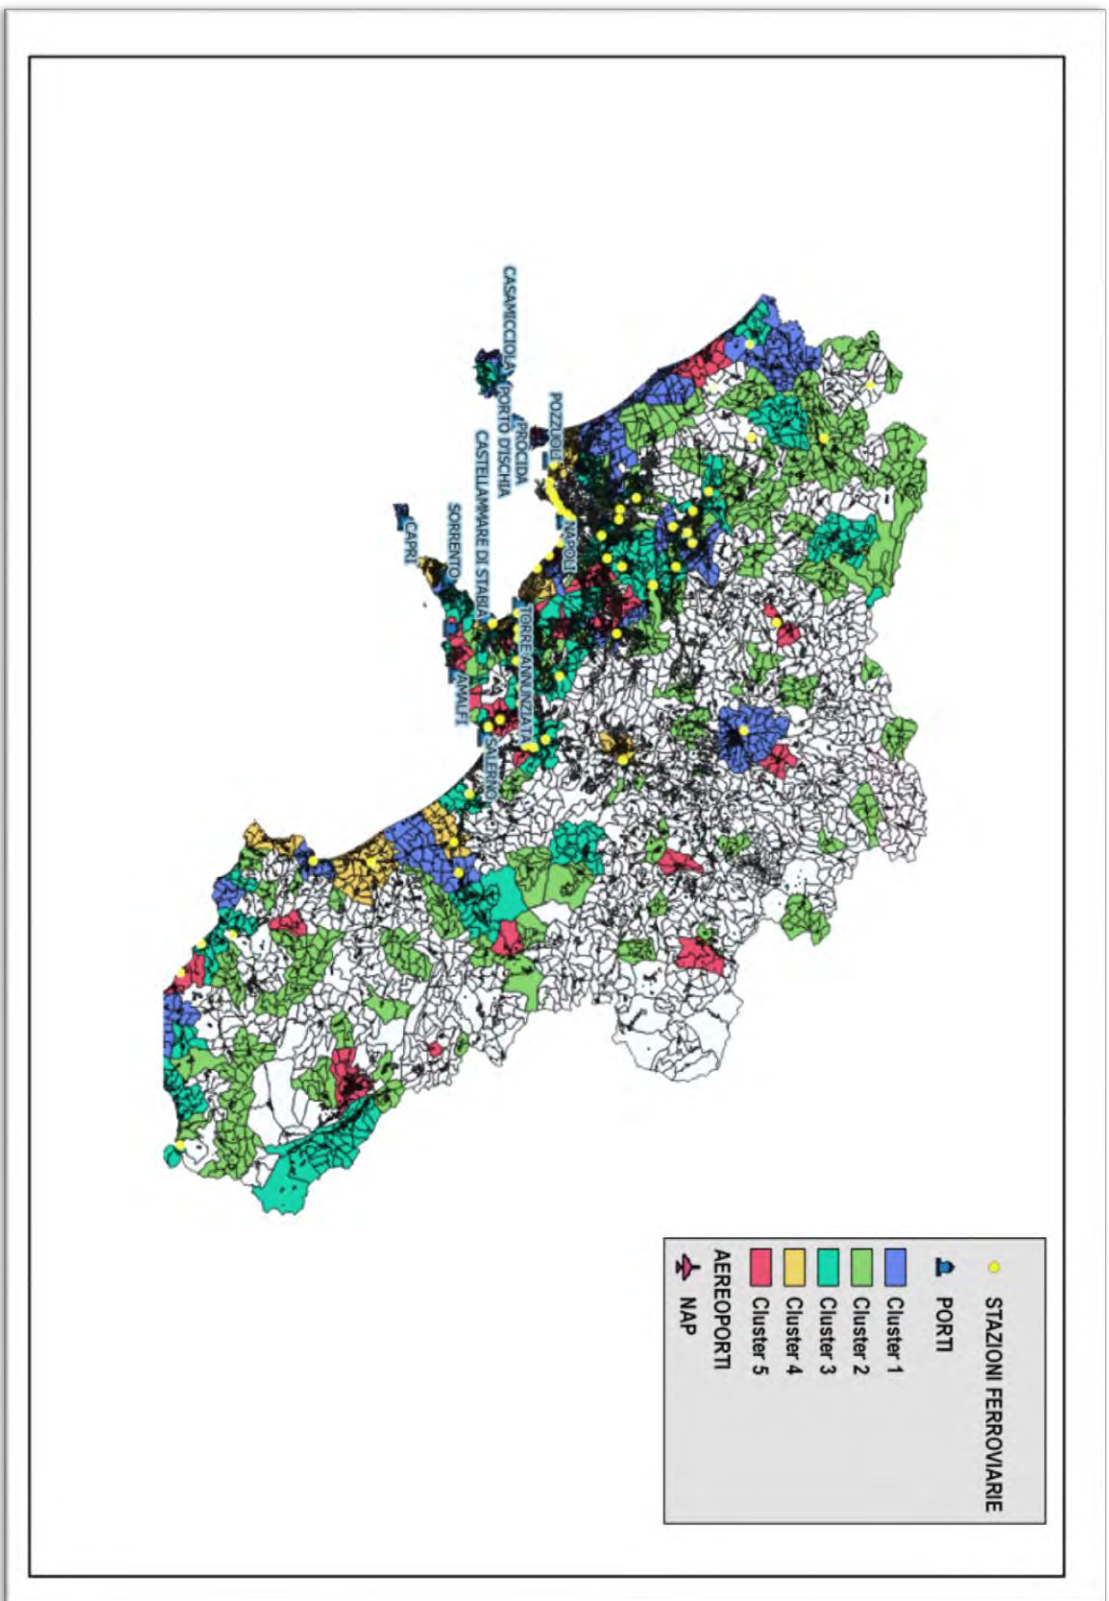 CASAMICCIOLA
PORTO D'ISCHIA
PROCIDA
POZZUOLI
NAPOLI
CASTELLAMMARE DI STABIA
SORRENTO
CAPRI
TORRE ANNUNZIATA
AMALFI
SALERNO
STAZIONI FERROVIARIE
PORTI
Cluster 1
Cluster 2
Cluster 3
Cluster 4
Cluster 5
AEREOPORTI
NAP